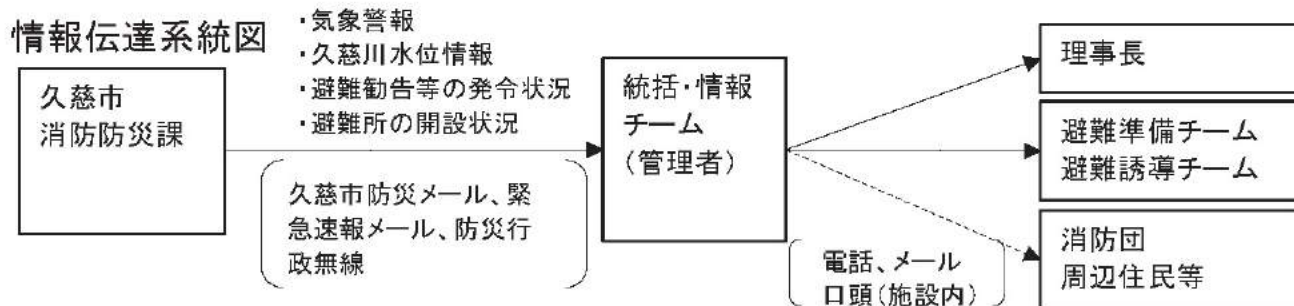 情報伝達系統図
久慈市
消防防災課
・気象警報
・久慈川水位情報
・避難勧告等の発令状況
・避難所の開設状況
久慈市防災メール、緊
急速報メール、防災行
政無線
統括・情報
チーム
(管理者)
電話、メール
口頭(施設内)
理事長
避難準備チーム
避難誘導チーム
消防団
周辺住民等